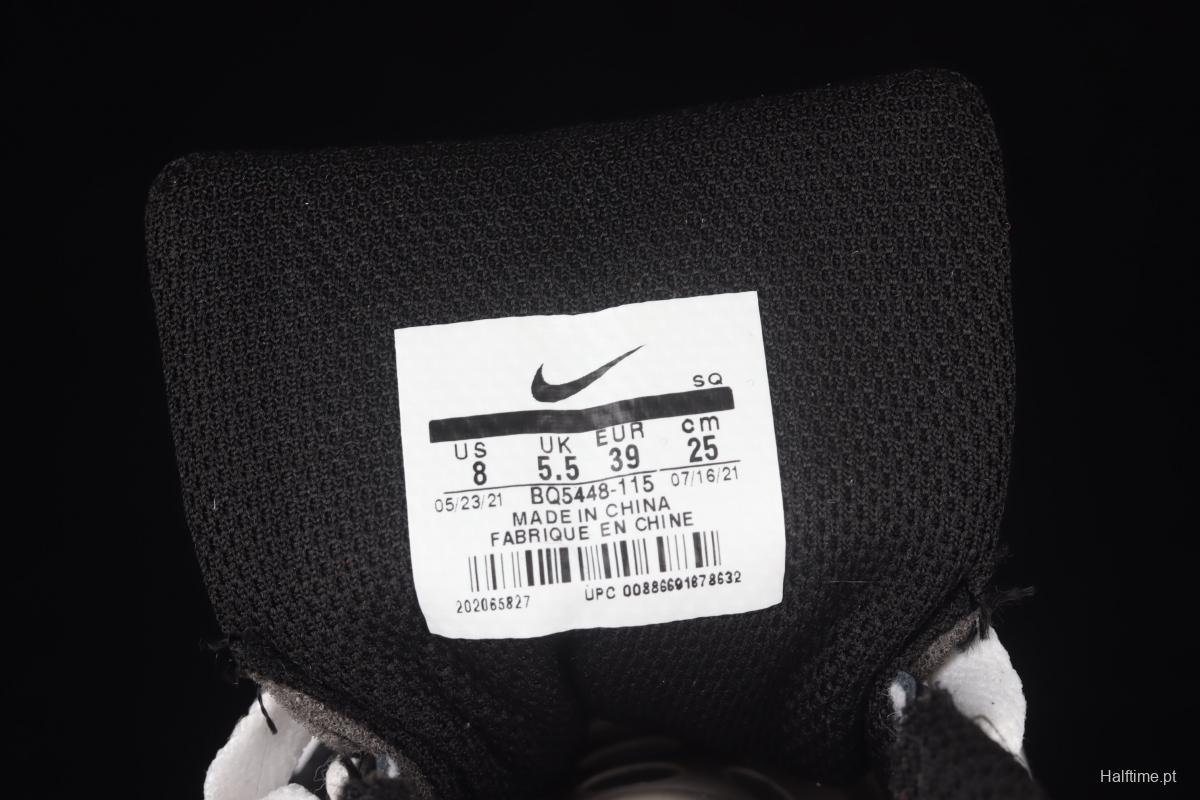 SQ
US UK EUR cm
8 5.5 39 25
05/23/21 BQ5448-115 07/16/21
MADE IN CHINA
FABRIQUE EN CHINE
202065827 UPC 00886691678632
Halftime.pt